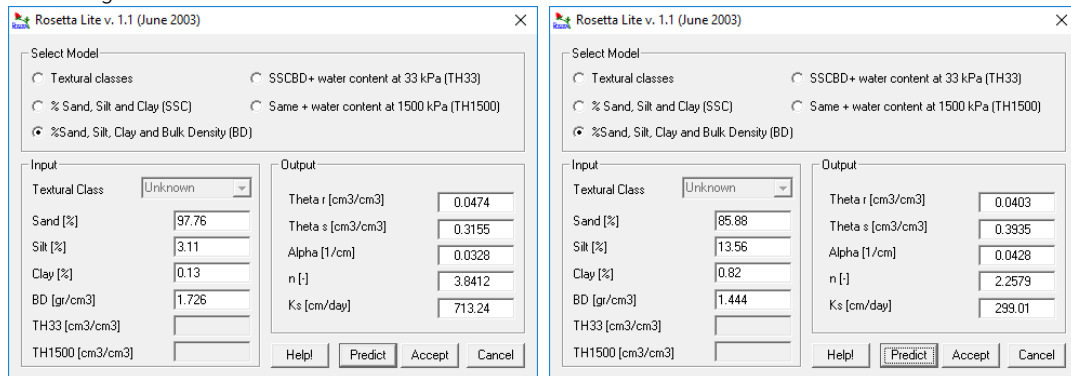 Rosetta Lite v. 1.1 (June 2003)
Select Model
Textural classes
SSCBD+ water content at 33 kPa (TH33)
% Sand, Silt and Clay (SSC)
Same + water content at 1500 kPa (TH1500)
%Sand, Silt, Clay and Bulk Density (BD)
Input
Textural Class Unknown
Sand [%] 97.76
Silt [%] 3.11
Clay [%] 0.13
BD [gr/cm3] 1.726
TH33 [cm3/cm3]
TH1500 [cm3/cm3]
Output
Theta r [cm3/cm3] 0.0474
Theta s [cm3/cm3] 0.3155
Alpha [1/cm] 0.0328
n [-] 3.8412
Ks [cm/day] 713.24
Help! Predict Accept Cancel
Rosetta Lite v. 1.1 (June 2003)
Select Model
Textural classes
SSCBD+ water content at 33 kPa (TH33)
% Sand, Silt and Clay (SSC)
Same + water content at 1500 kPa (TH1500)
%Sand, Silt, Clay and Bulk Density (BD)
Input
Textural Class Unknown
Sand [%] 85.88
Silt [%] 13.56
Clay [%] 0.82
BD [gr/cm3] 1.444
TH33 [cm3/cm3]
TH1500 [cm3/cm3]
Output
Theta r [cm3/cm3] 0.0403
Theta s [cm3/cm3] 0.3935
Alpha [1/cm] 0.0428
n [-] 2.2579
Ks [cm/day] 299.01
Help! Predict Accept Cancel